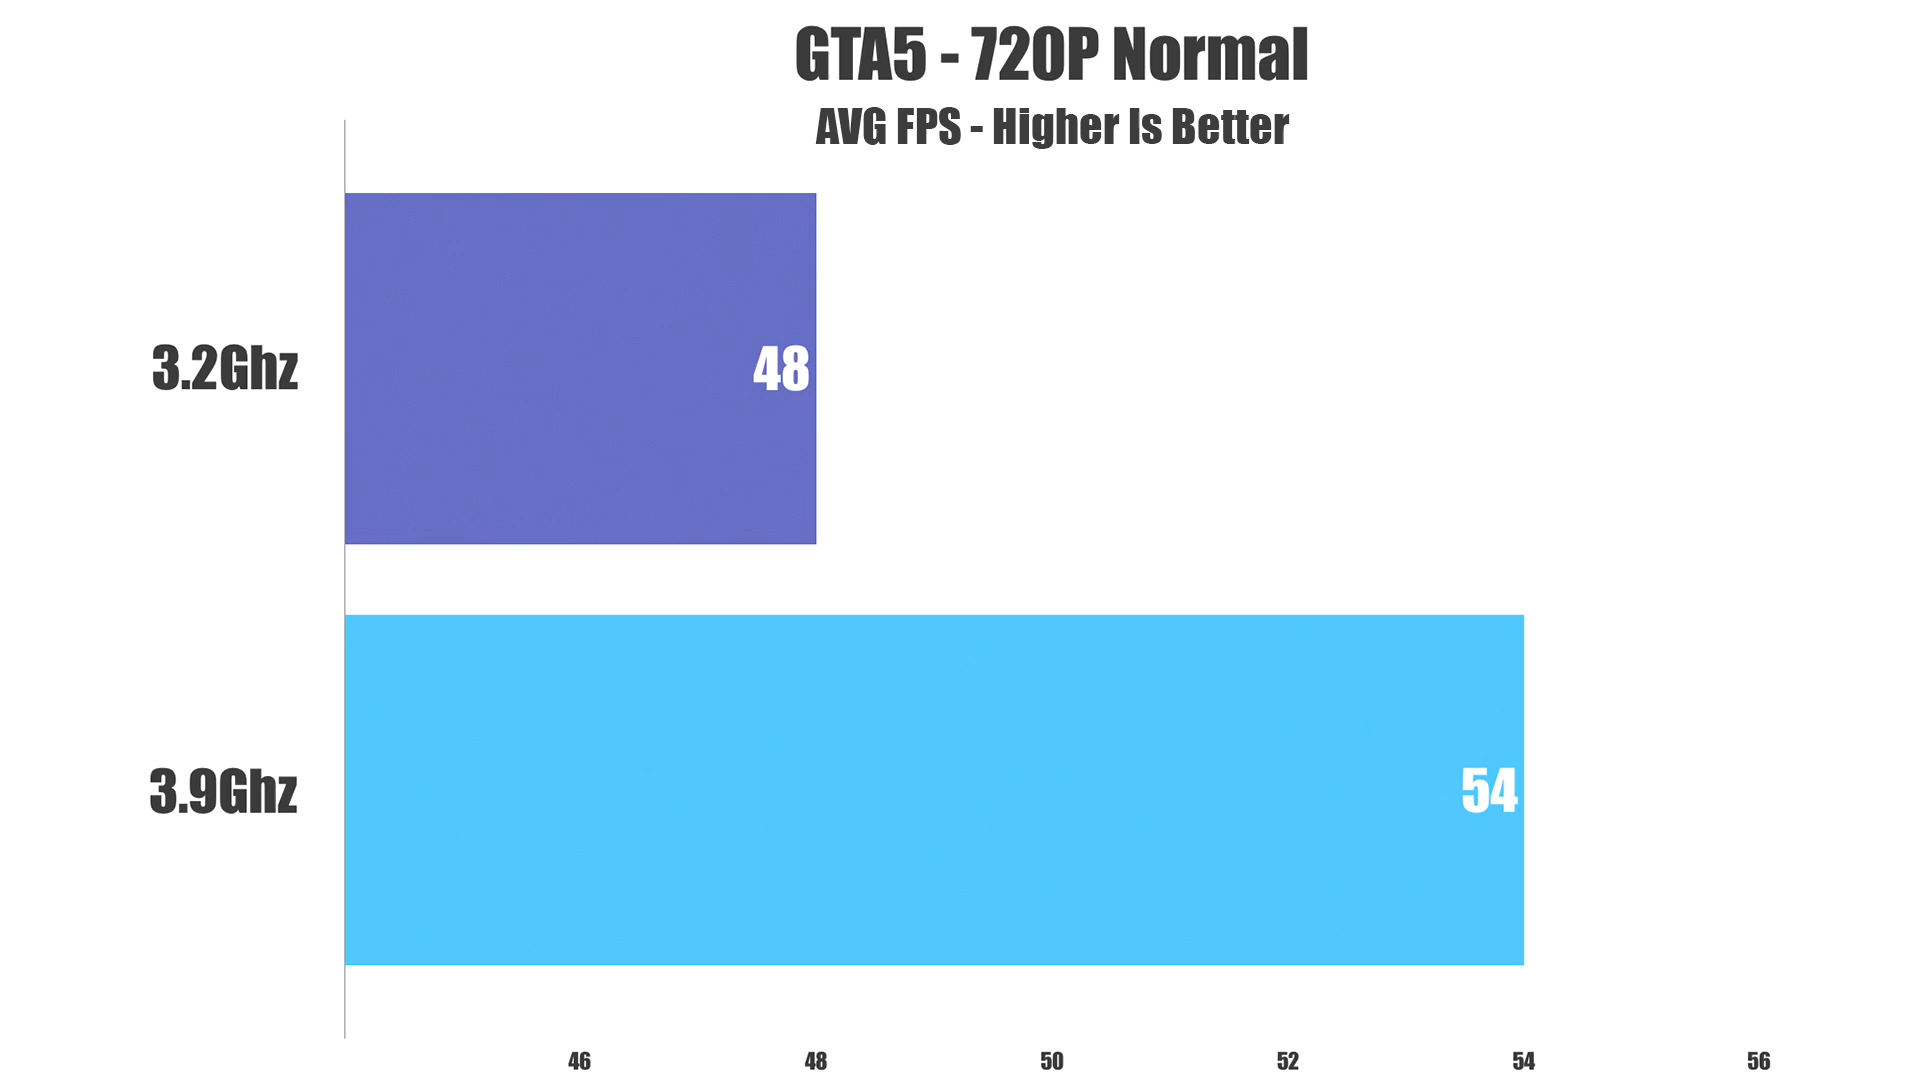 GTA5 - 720P Normal
AVG FPS - Higher Is Better
3.2Ghz
48
3.9Ghz
54
46 48 50 52 54 56